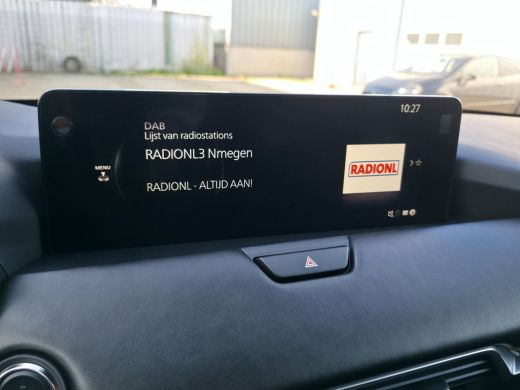 10:27
DAB
Lijst van radiostations
RADIONL3 Nmegen
MENU
RADIONL
RADIONL - ALTIJD AAN!